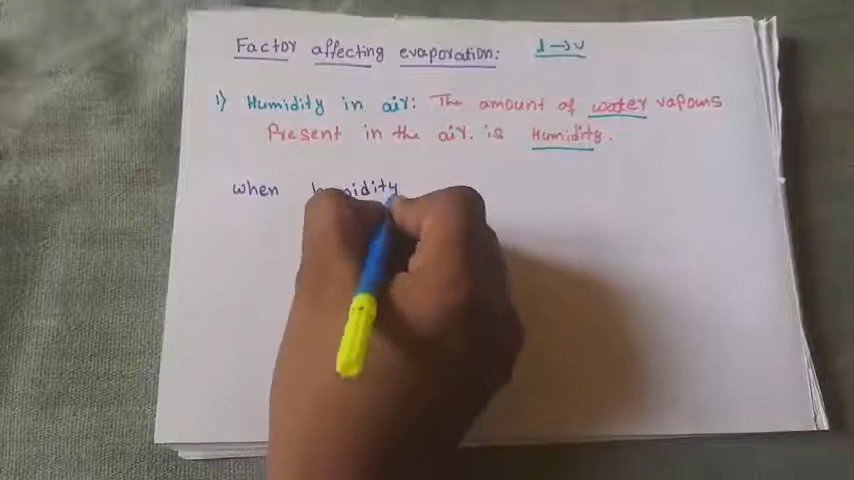 Factor affecting evaporation: l→v
1) Humidity in air: The amount of water vapours
Present in the air. is Humidity.
when humidity